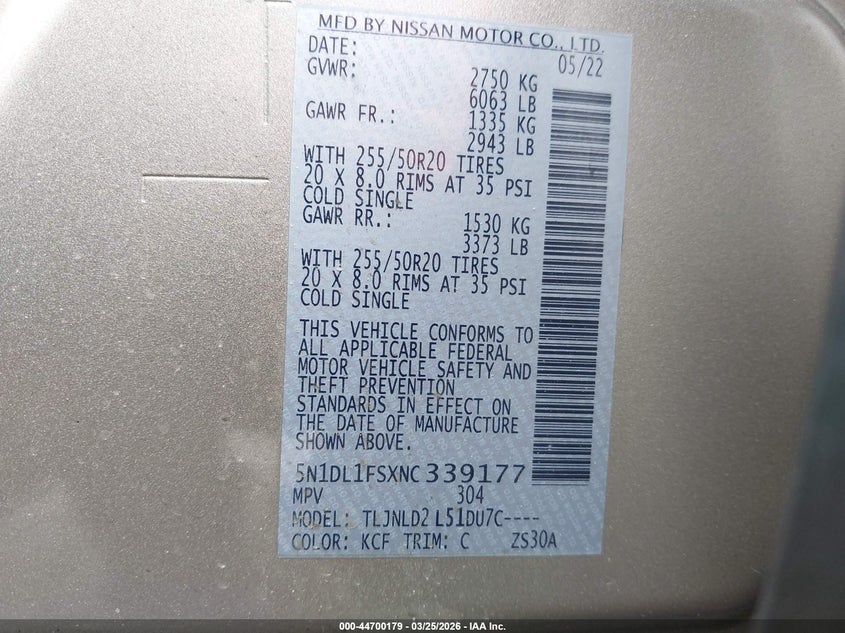 MFD BY NISSAN MOTOR CO., LTD.
DATE: 05/22
GVWR: 2750 KG
6063 LB
GAWR FR.: 1335 KG
2943 LB
WITH 255/50R20 TIRES
20 X 8.0 RIMS AT 35 PSI
COLD SINGLE
GAWR RR.: 1530 KG
3373 LB
WITH 255/50R20 TIRES
20 X 8.0 RIMS AT 35 PSI
COLD SINGLE
THIS VEHICLE CONFORMS TO
ALL APPLICABLE FEDERAL
MOTOR VEHICLE SAFETY AND
THEFT PREVENTION
STANDARDS IN EFFECT ON
THE DATE OF MANUFACTURE
SHOWN ABOVE.
5N1DL1FSXNC339177
MPV 304
MODEL: TLJNLD2 L51DU7C----
COLOR: KCF TRIM: C ZS30A
000-44700179 - 03/25/2026 - IAA Inc.